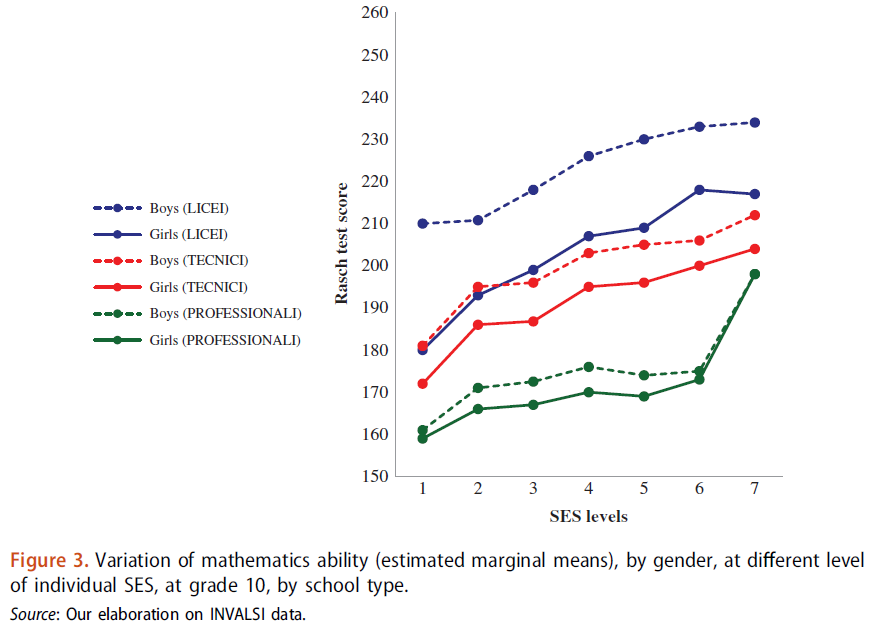 260
250
240
230
220
210
200
190
180
170
160
150
Rasch test score
Boys (LICEI)
Girls (LICEI)
Boys (TECNICI)
Girls (TECNICI)
Boys (PROFESSIONALI)
Girls (PROFESSIONALI)
1 2 3 4 5 6 7
SES levels
Figure 3. Variation of mathematics ability (estimated marginal means), by gender, at different level
of individual SES, at grade 10, by school type.
Source: Our elaboration on INVALSI data.